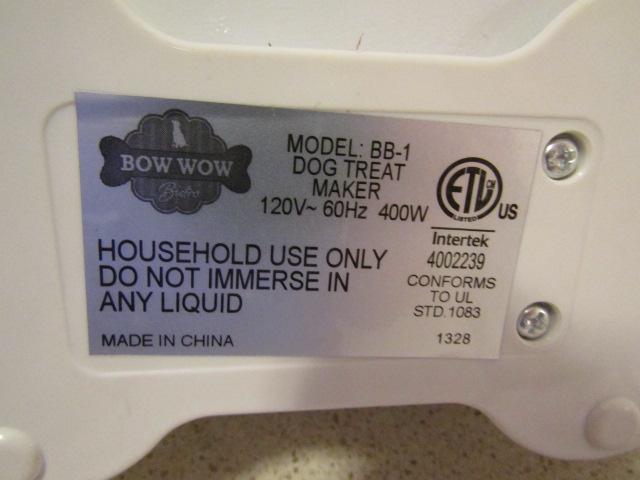 BOW WOW
Bistro
MODEL: BB-1
DOG TREAT
MAKER
120V~ 60Hz 400W
HOUSEHOLD USE ONLY
DO NOT IMMERSE IN
ANY LIQUID
MADE IN CHINA
ETL CM
LISTED
US
Intertek
4002239
CONFORMS
TO UL
STD.1083
1328